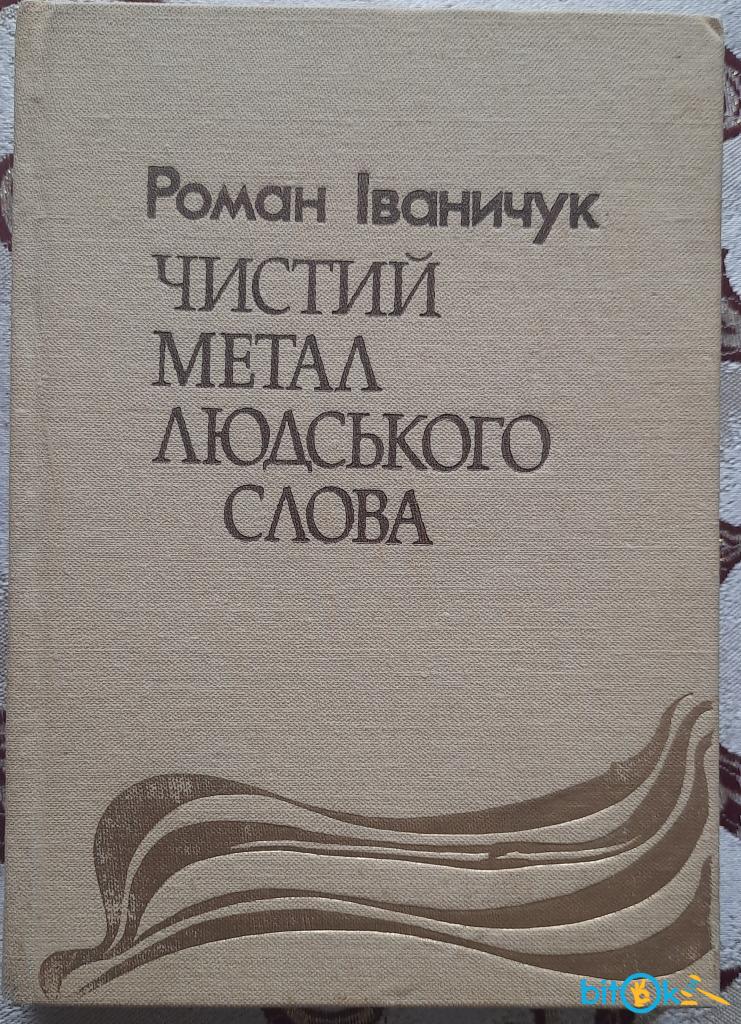 Роман Іваничук
ЧИСТИЙ
МЕТАЛ
ЛЮДСЬКОГО
СЛОВА
bitOk